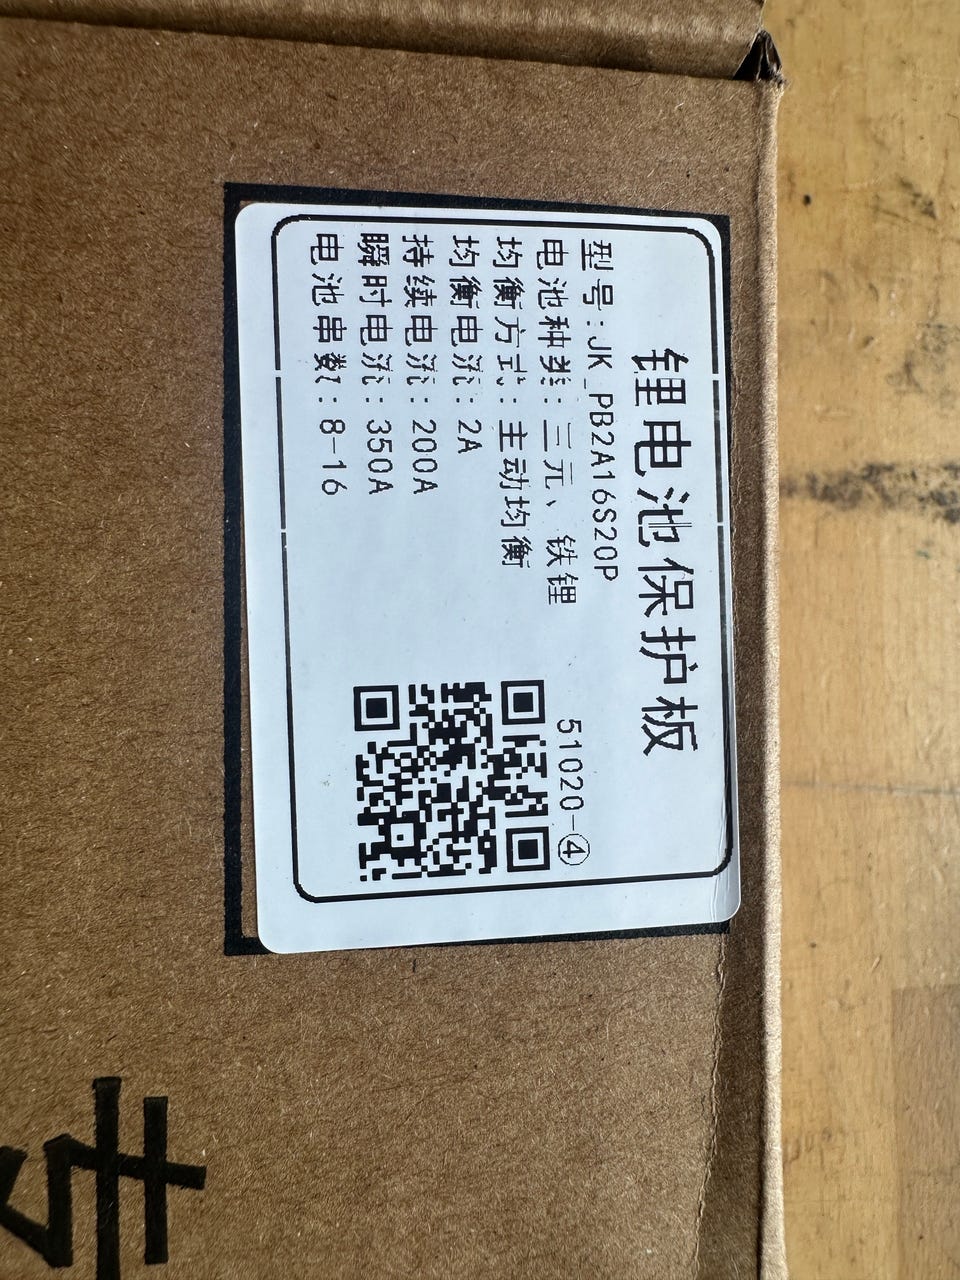 锂电池保护板
型号:JK_PB2A16S20P
电池种类:三元、铁锂
均衡方式:主动均衡
均衡电流:2A
持续电流:200A
瞬时电流:350A
电池串数:8-16
51020-④